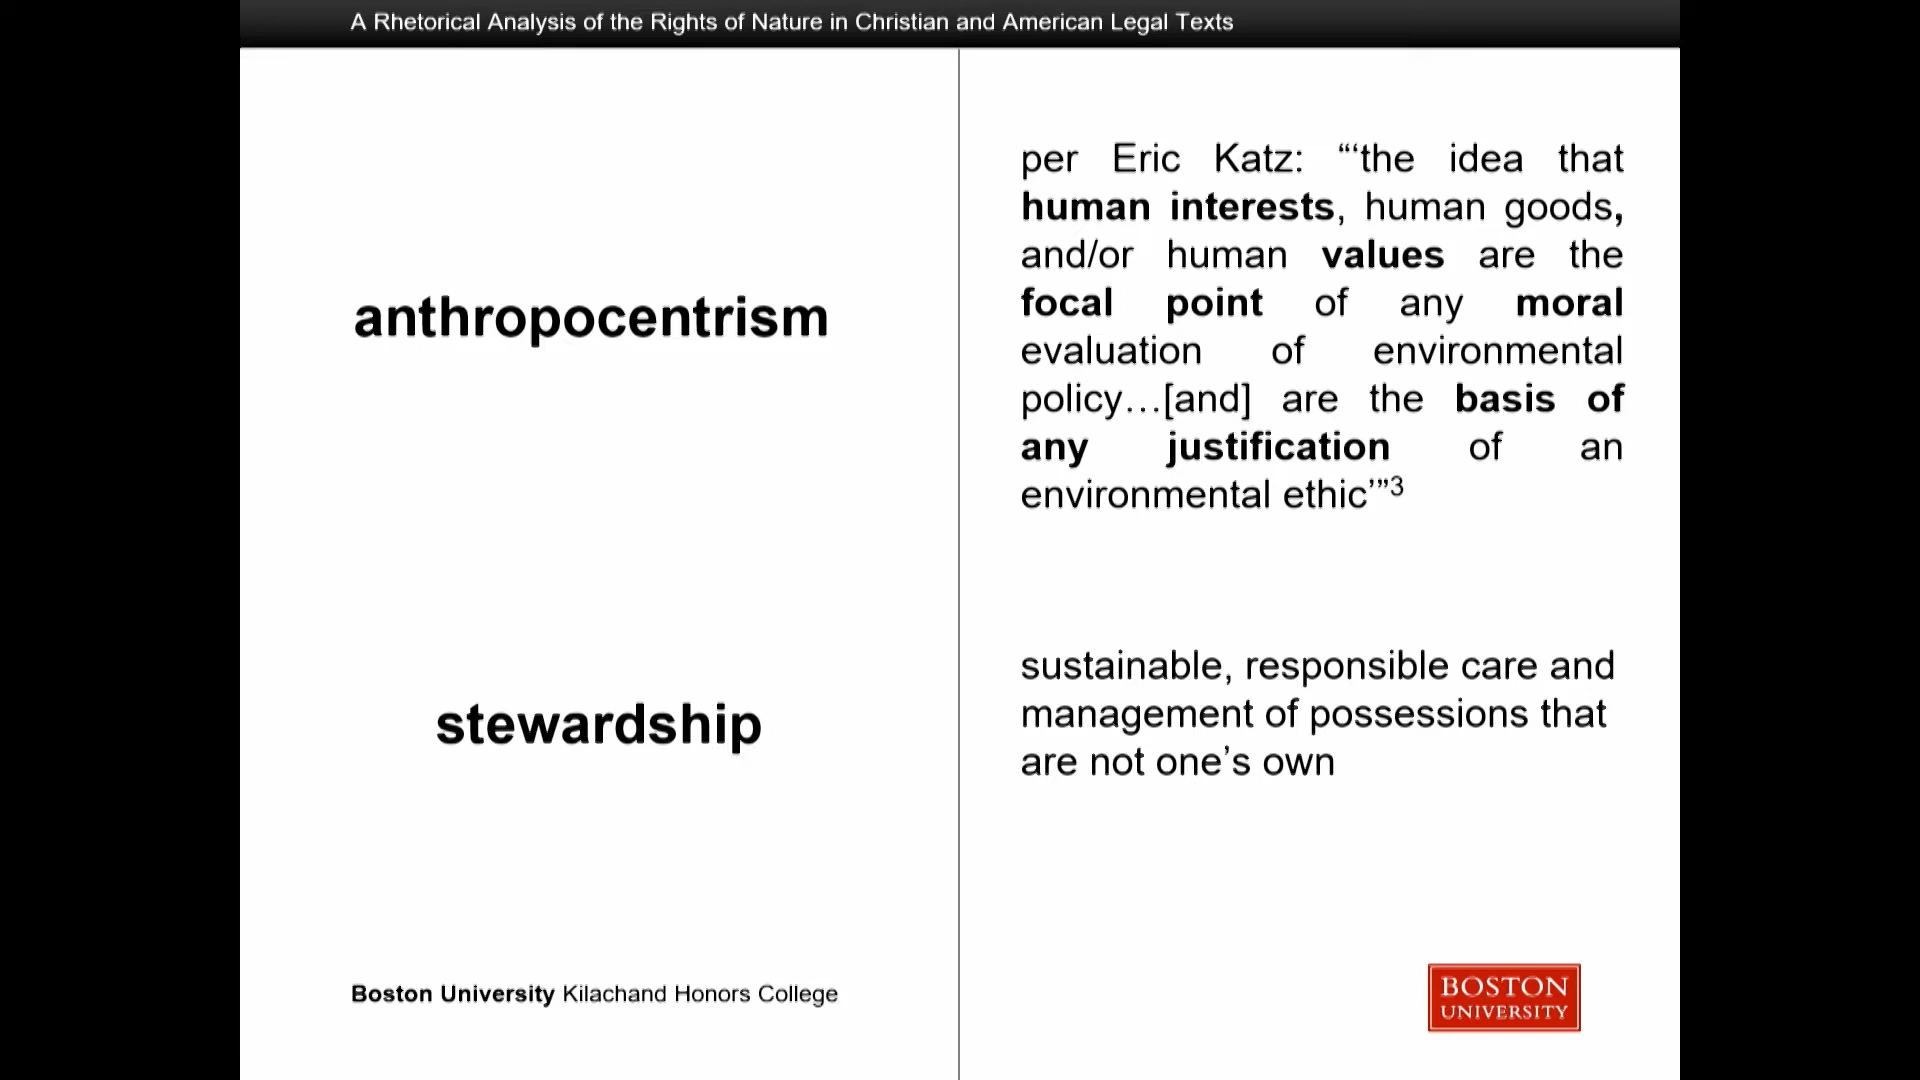 A Rhetorical Analysis of the Rights of Nature in Christian and American Legal Texts
anthropocentrism
per Eric Katz: “‘the idea that
human interests, human goods,
and/or human values are the
focal point of any moral
evaluation of environmental
policy…[and] are the basis of
any justification of an
environmental ethic’”3
stewardship
sustainable, responsible care and
management of possessions that
are not one’s own
Boston University Kilachand Honors College
BOSTON
UNIVERSITY